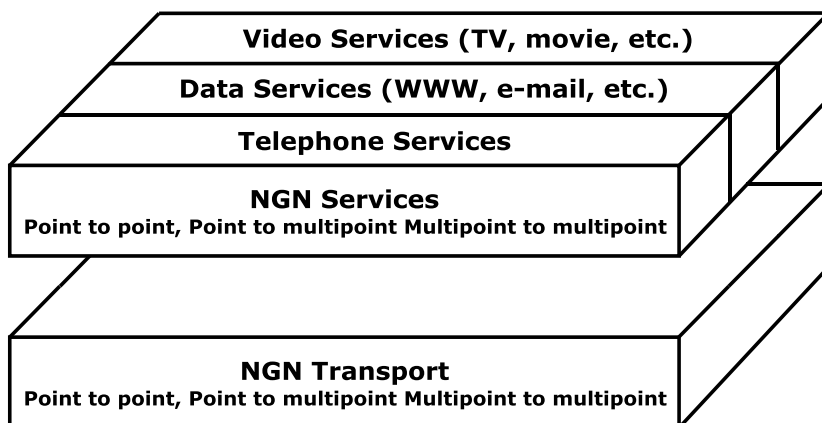 Video Services (TV, movie, etc.)
Data Services (WWW, e-mail, etc.)
Telephone Services
NGN Services
Point to point, Point to multipoint Multipoint to multipoint
NGN Transport
Point to point, Point to multipoint Multipoint to multipoint